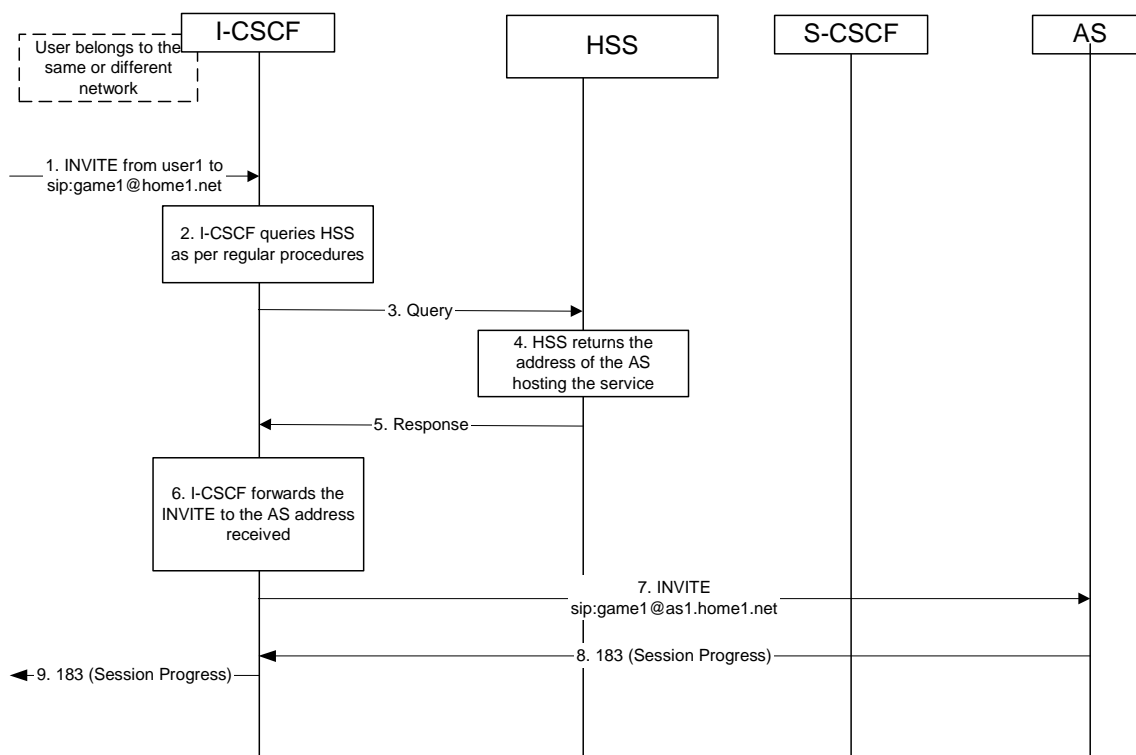 I-CSCF
HSS
S-CSCF
AS
User belongs to the
same or different
network
1. INVITE from user1 to
sip:game1@home1.net
2. I-CSCF queries HSS
as per regular procedures
3. Query
4. HSS returns the
address of the AS
hosting the service
5. Response
6. I-CSCF forwards the
INVITE to the AS address
received
7. INVITE
sip:game1@as1.home1.net
8. 183 (Session Progress)
9. 183 (Session Progress)